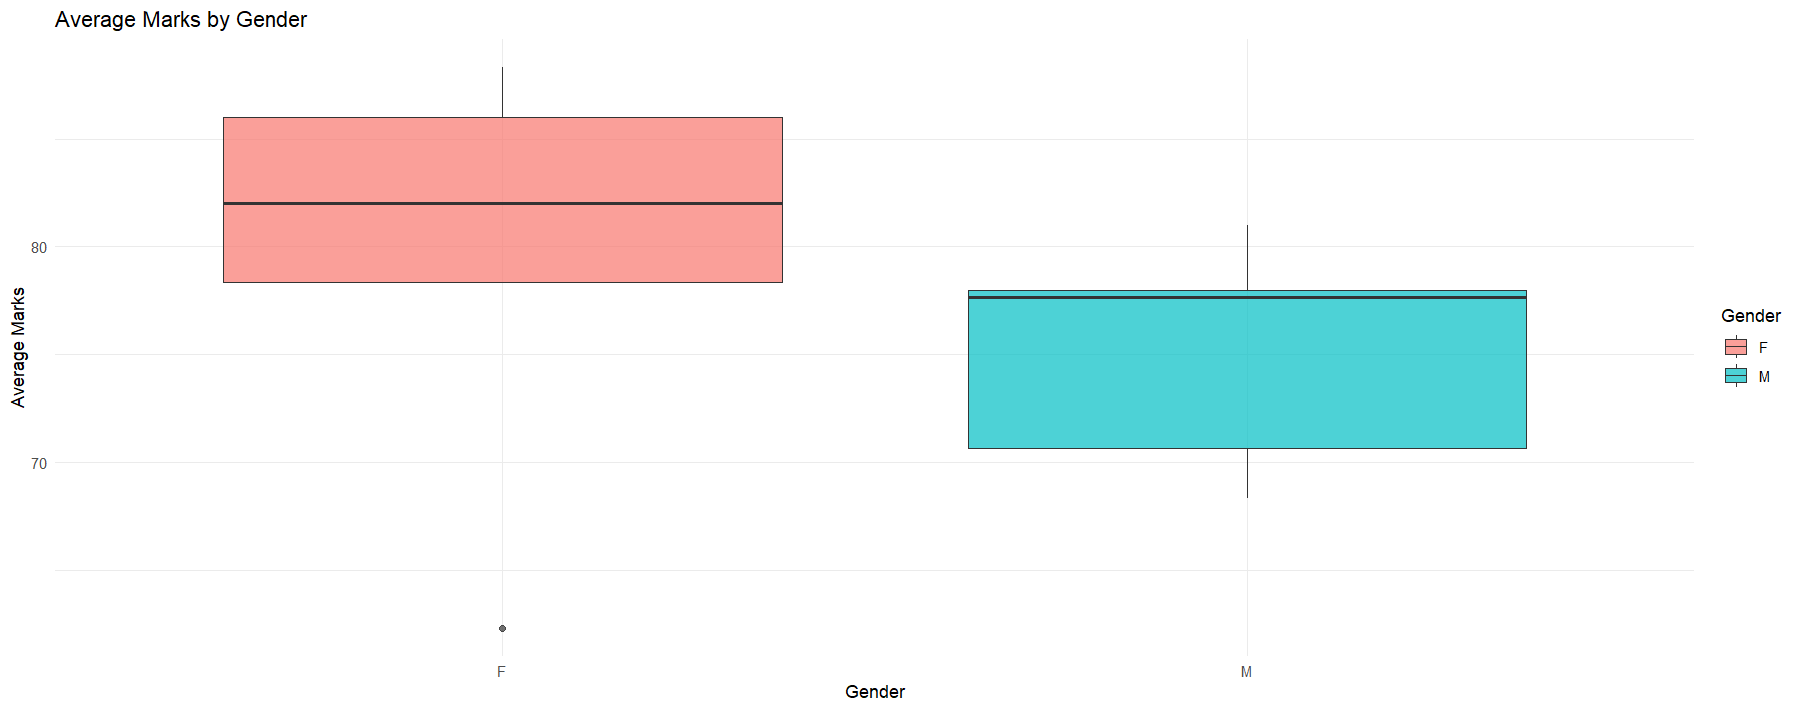 Average Marks by Gender
Average Marks
80
70
F
M
Gender
Gender
F
M